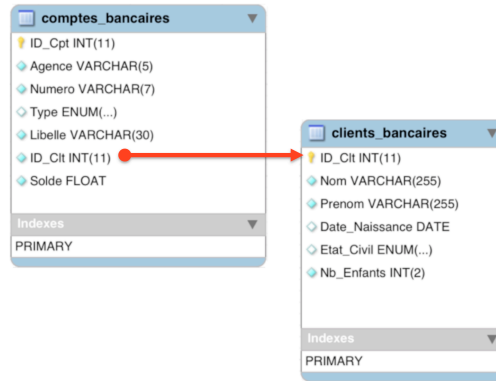 comptes_bancaires
ID_Cpt INT(11)
Agence VARCHAR(5)
Numero VARCHAR(7)
Type ENUM(...)
Libelle VARCHAR(30)
ID_Clt INT(11)
Solde FLOAT
Indexes
PRIMARY
clients_bancaires
ID_Clt INT(11)
Nom VARCHAR(255)
Prenom VARCHAR(255)
Date_Naissance DATE
Etat_Civil ENUM(...)
Nb_Enfants INT(2)
Indexes
PRIMARY